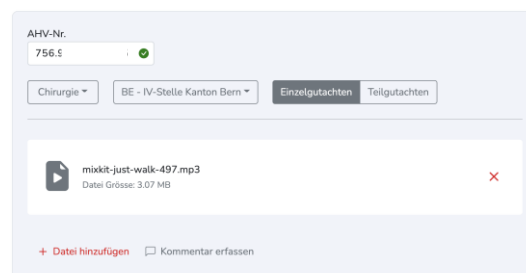 AHV-Nr.
756.9
Chirurgie BE - IV-Stelle Kanton Bern Einzelgutachten Teilgutachten
mixkit-just-walk-497.mp3
Datei Grösse: 3.07 MB
+ Datei hinzufügen Kommentar erfassen